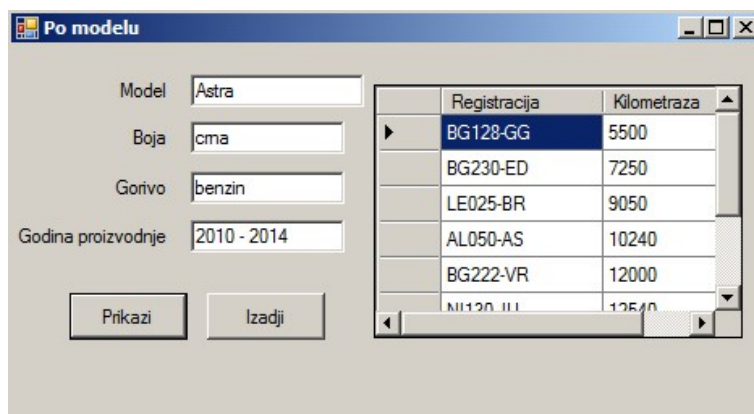 Po modelu
Model Astra
Boja crna
Gorivo benzin
Godina proizvodnje 2010 - 2014
Prikazi Izadji
Registracija Kilometraza
BG128-GG 5500
BG230-ED 7250
LE025-BR 9050
AL050-AS 10240
BG222-VR 12000